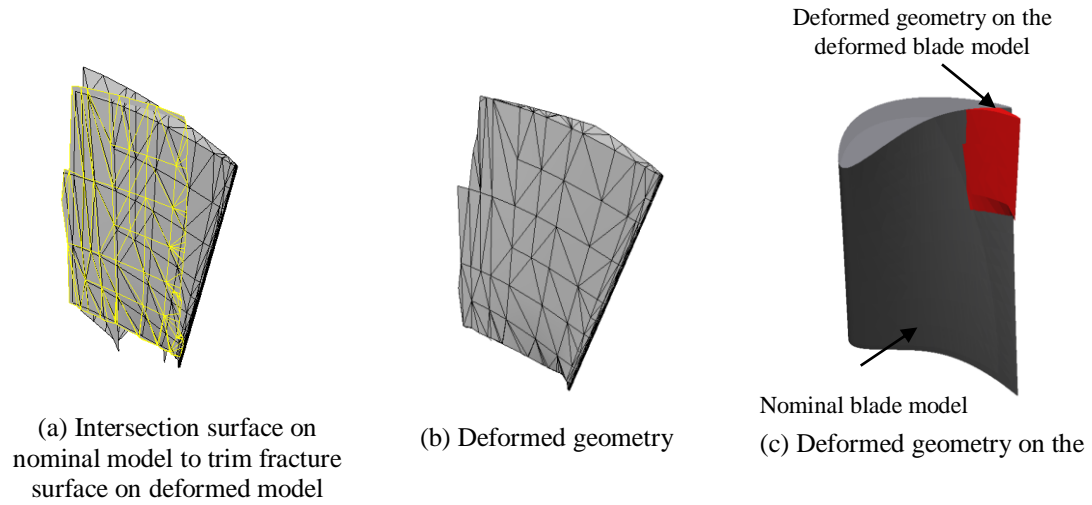 Deformed geometry on the
deformed blade model
Nominal blade model
(a) Intersection surface on
nominal model to trim fracture
surface on deformed model
(b) Deformed geometry
(c) Deformed geometry on the